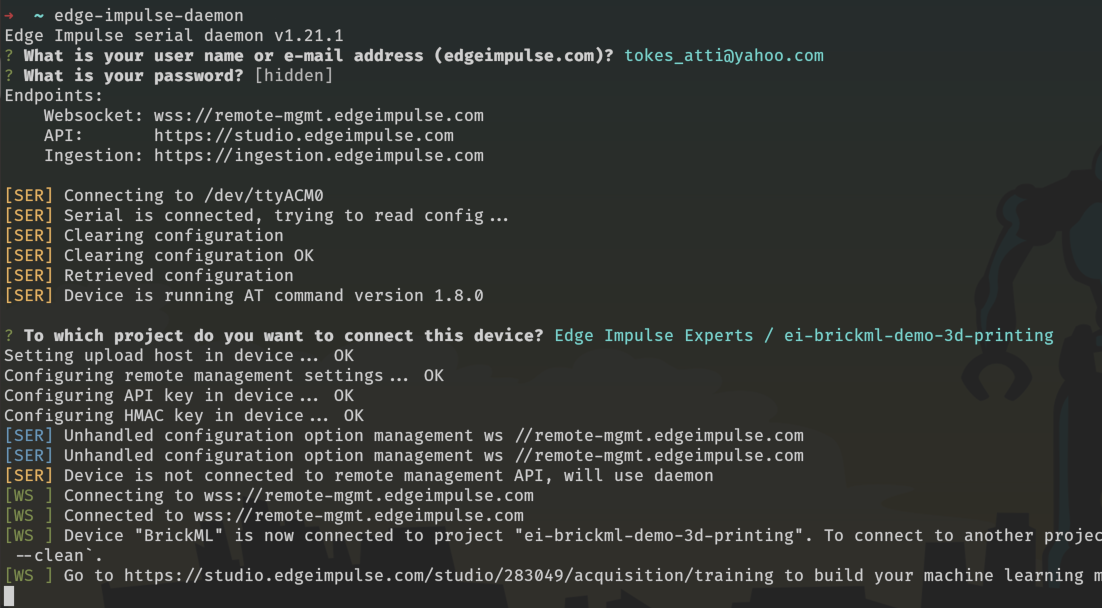 → ~ edge-impulse-daemon
Edge Impulse serial daemon v1.21.1
? What is your user name or e-mail address (edgeimpulse.com)? tokes_atti@yahoo.com
? What is your password? [hidden]
Endpoints:
    Websocket: wss://remote-mgmt.edgeimpulse.com
    API:       https://studio.edgeimpulse.com
    Ingestion: https://ingestion.edgeimpulse.com

[SER] Connecting to /dev/ttyACM0
[SER] Serial is connected, trying to read config...
[SER] Clearing configuration
[SER] Clearing configuration OK
[SER] Retrieved configuration
[SER] Device is running AT command version 1.8.0

? To which project do you want to connect this device? Edge Impulse Experts / ei-brickml-demo-3d-printing
Setting upload host in device... OK
Configuring remote management settings... OK
Configuring API key in device... OK
Configuring HMAC key in device... OK
[SER] Unhandled configuration option management ws //remote-mgmt.edgeimpulse.com
[SER] Unhandled configuration option management ws //remote-mgmt.edgeimpulse.com
[SER] Device is not connected to remote management API, will use daemon
[WS ] Connecting to wss://remote-mgmt.edgeimpulse.com
[WS ] Connected to wss://remote-mgmt.edgeimpulse.com
[WS ] Device "BrickML" is now connected to project "ei-brickml-demo-3d-printing". To connect to another projec
 --clean`.
[WS ] Go to https://studio.edgeimpulse.com/studio/283049/acquisition/training to build your machine learning m